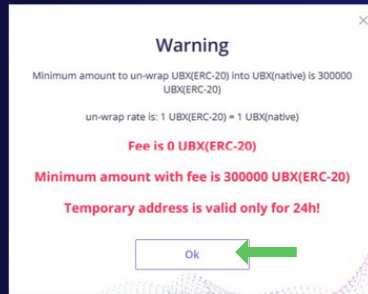 Warning
Minimum amount to un-wrap UBX(ERC-20) into UBX(native) is 300000
UBX(ERC-20)
un-wrap rate is: 1 UBX(ERC-20) = 1 UBX(native)
Fee is 0 UBX(ERC-20)
Minimum amount with fee is 300000 UBX(ERC-20)
Temporary address is valid only for 24h!
Ok